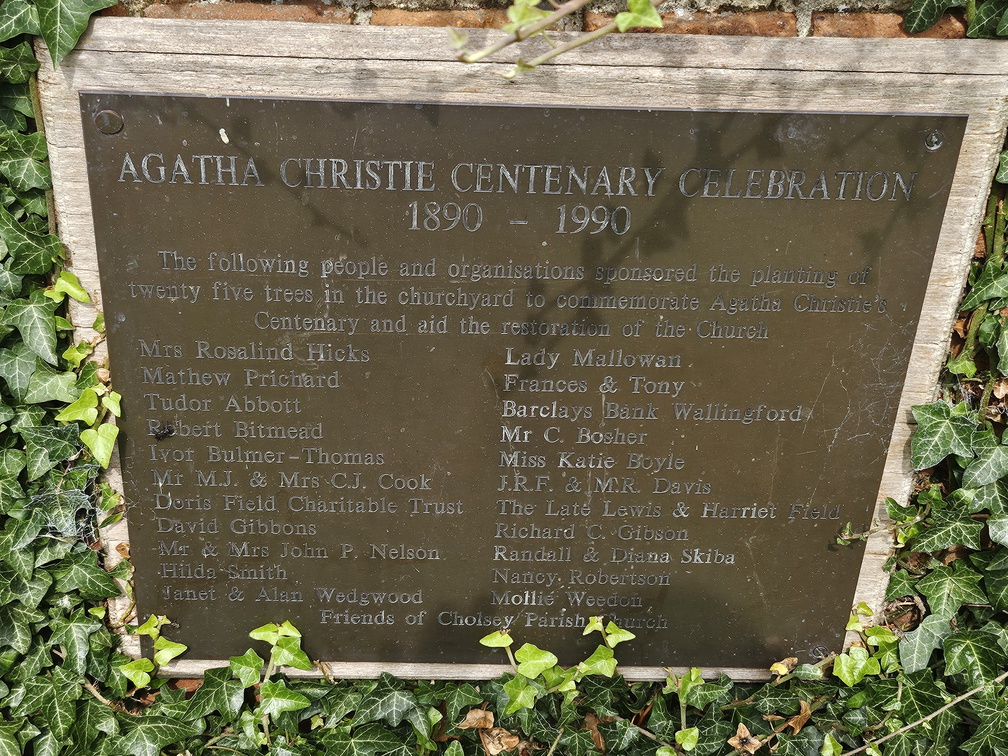 AGATHA CHRISTIE CENTENARY CELEBRATION
1890 – 1990
The following people and organisations sponsored the planting of
twenty five trees in the churchyard to commemorate Agatha Christie's
Centenary and aid the restoration of the Church
Mrs Rosalind Hicks
Mathew Prichard
Tudor Abbott
Robert Bitmead
Ivor Bulmer-Thomas
Mr M.J. & Mrs C.J. Cook
Doris Field Charitable Trust
David Gibbons
Mr & Mrs John P. Nelson
Hilda Smith
Janet & Alan Wedgwood
Lady Mallowan
Frances & Tony
Barclays Bank Wallingford
Mr C. Bosher
Miss Katie Boyle
J.R.F. & M.R. Davis
The Late Lewis & Harriet Field
Richard C. Gibson
Randall & Diana Skiba
Nancy Robertson
Mollie Weedon
Friends of Cholsey Parish Church